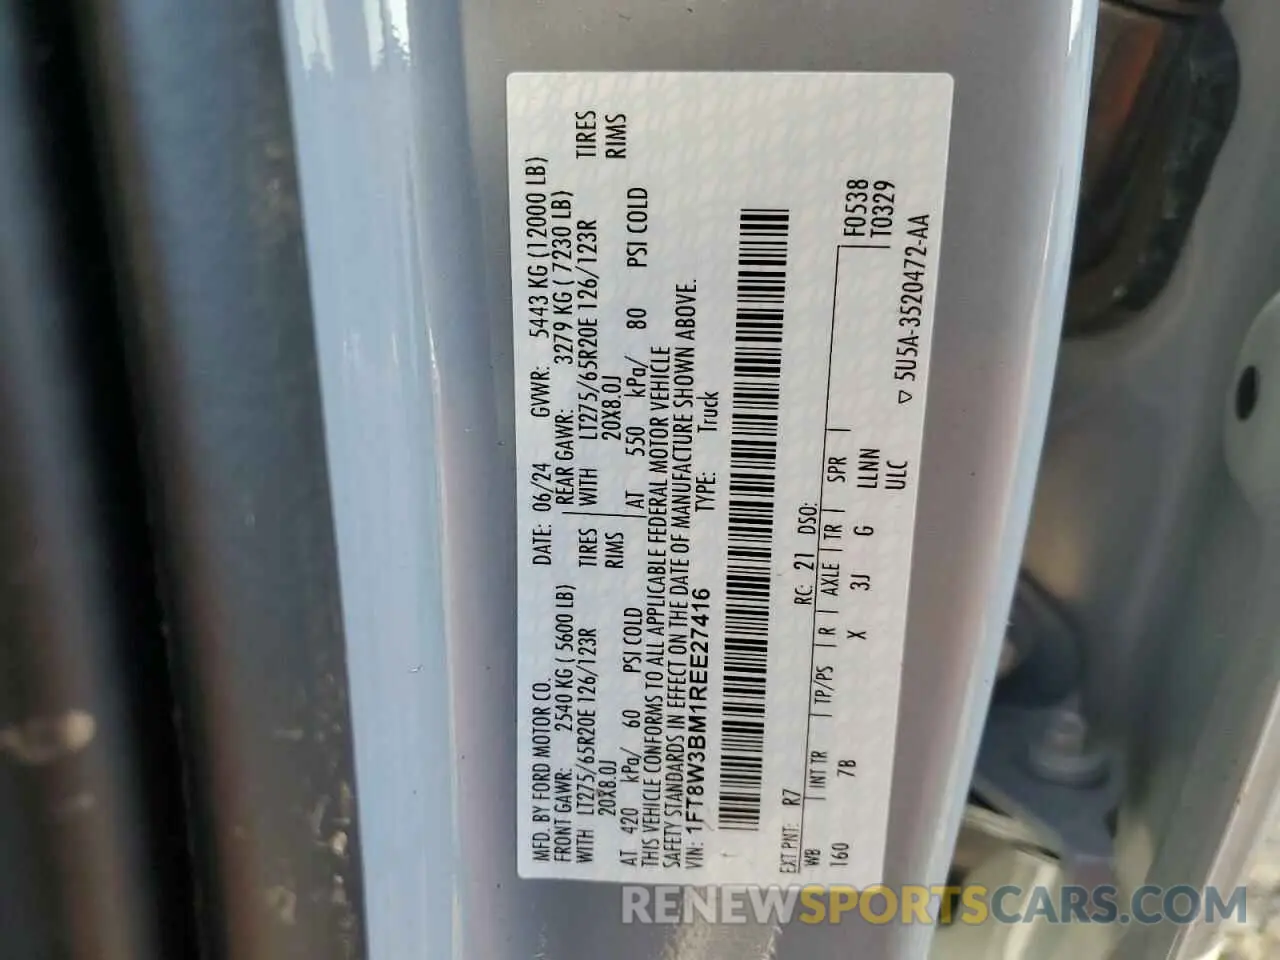 MFD. BY FORD MOTOR CO. DATE: 06/24 GVWR: 5443 KG (12000 LB)
FRONT GAWR: 2540 KG ( 5600 LB) REAR GAWR: 3279 KG ( 7230 LB)
WITH LT275/65R20E 126/123R TIRES WITH LT275/65R20E 126/123R TIRES
20X8.0J RIMS 20X8.0J RIMS
AT 420 kPa/ 60 PSI COLD AT 550 kPa/ 80 PSI COLD
THIS VEHICLE CONFORMS TO ALL APPLICABLE FEDERAL MOTOR VEHICLE
SAFETY STANDARDS IN EFFECT ON THE DATE OF MANUFACTURE SHOWN ABOVE.
VIN: 1FT8W3BM1REE27416 TYPE: Truck
EXT PNT: R7 RC: 21 DSO:
WB INT TR TP/PS R AXLE TR SPR F0538
160 7B X 3J G LLNN T0329
ULC
▽ 5U5A-3520472-AA
RENEWSPORTSCARS.COM